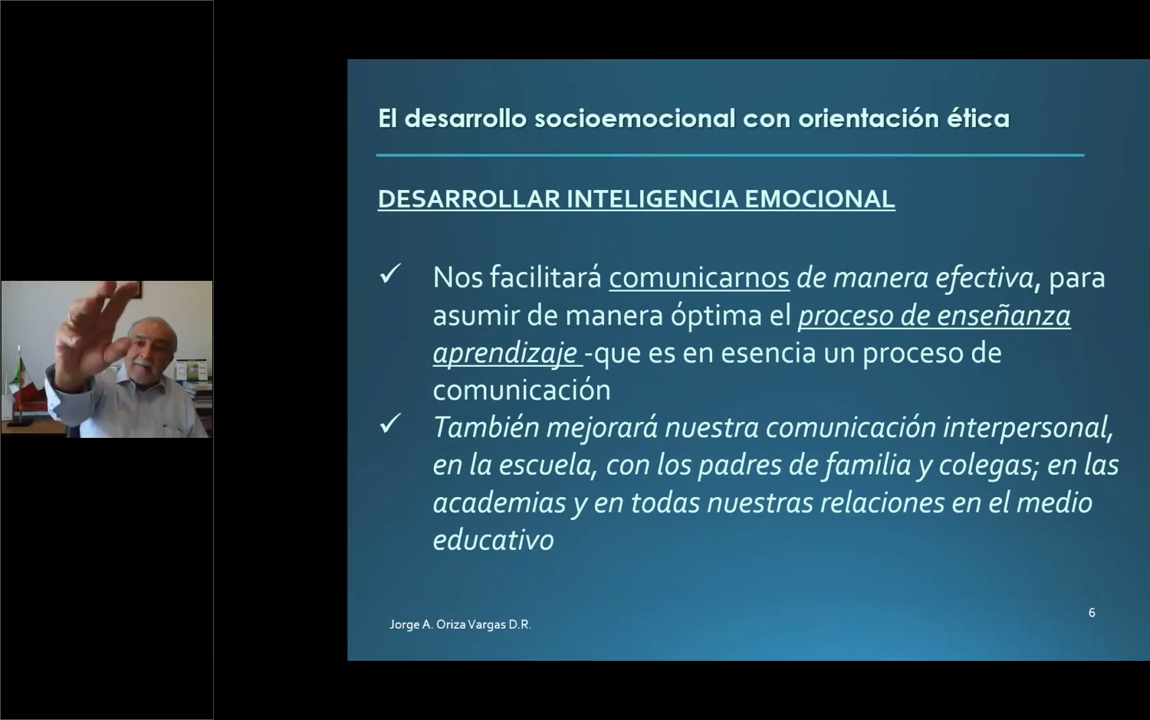 El desarrollo socioemocional con orientación ética
DESARROLLAR INTELIGENCIA EMOCIONAL
✓ Nos facilitará comunicarnos de manera efectiva, para
asumir de manera óptima el proceso de enseñanza
aprendizaje -que es en esencia un proceso de
comunicación
✓ También mejorará nuestra comunicación interpersonal,
en la escuela, con los padres de familia y colegas; en las
academias y en todas nuestras relaciones en el medio
educativo
6
Jorge A. Oriza Vargas D.R.